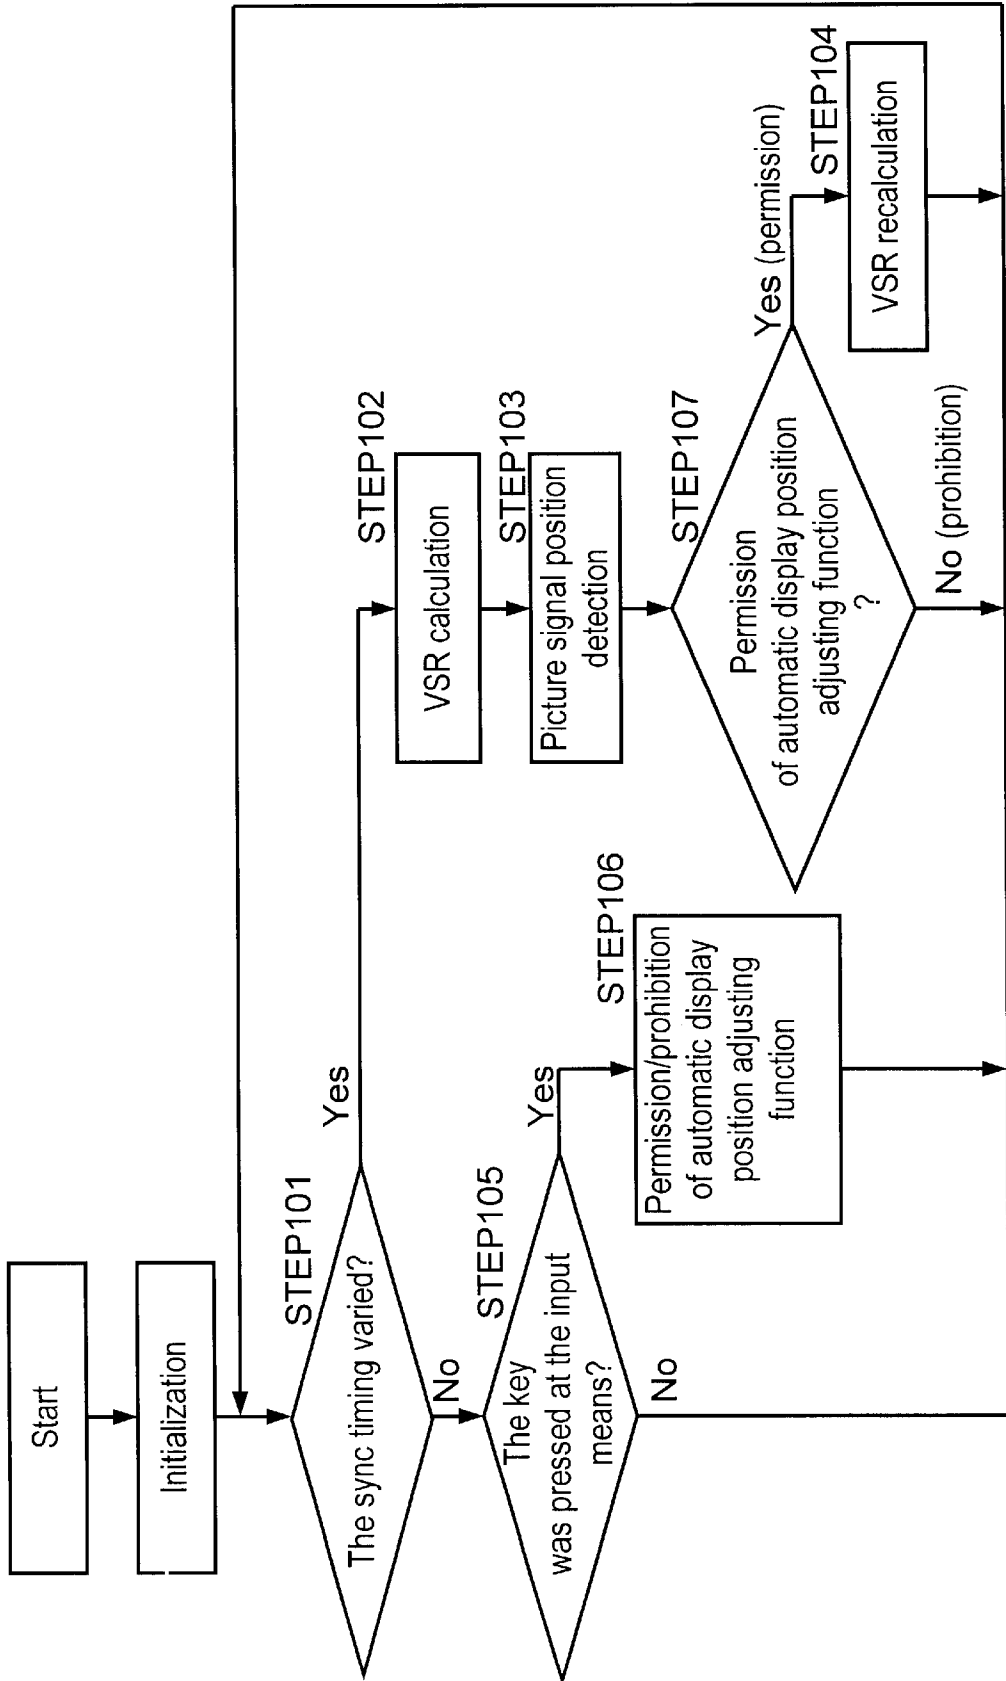 Start
Initialization
STEP101
The sync timing varied?
Yes
No
STEP102
VSR calculation
STEP103
Picture signal position
detection
STEP107
Permission
of automatic display position
adjusting function
?
Yes (permission)
No (prohibition)
STEP104
VSR recalculation
STEP105
The key
was pressed at the input
means?
Yes
No
STEP106
Permission/prohibition
of automatic display
position adjusting
function